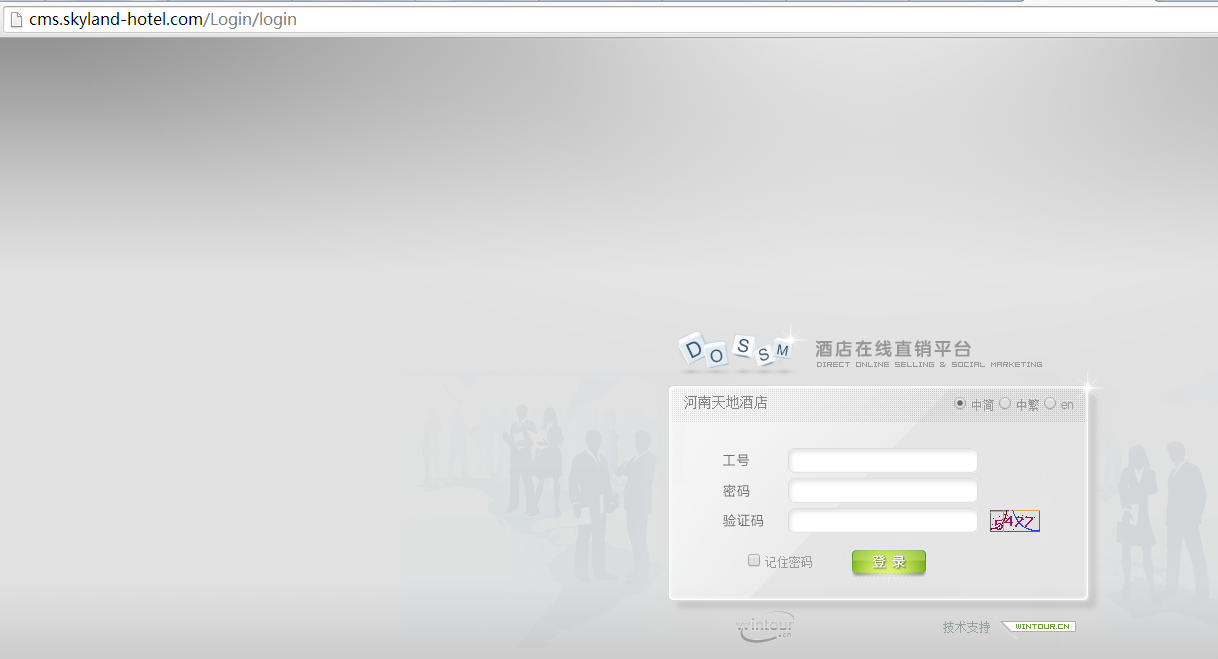 cms.skyland-hotel.com/Login/login
DOSSM 酒店在线直销平台
DIRECT ONLINE SELLING & SOCIAL MARKETING
河南天地酒店 中简 中繁 en
工号
密码
验证码 54X7
记住密码 登 录
wintour.cn 技术支持 WINTOUR.CN